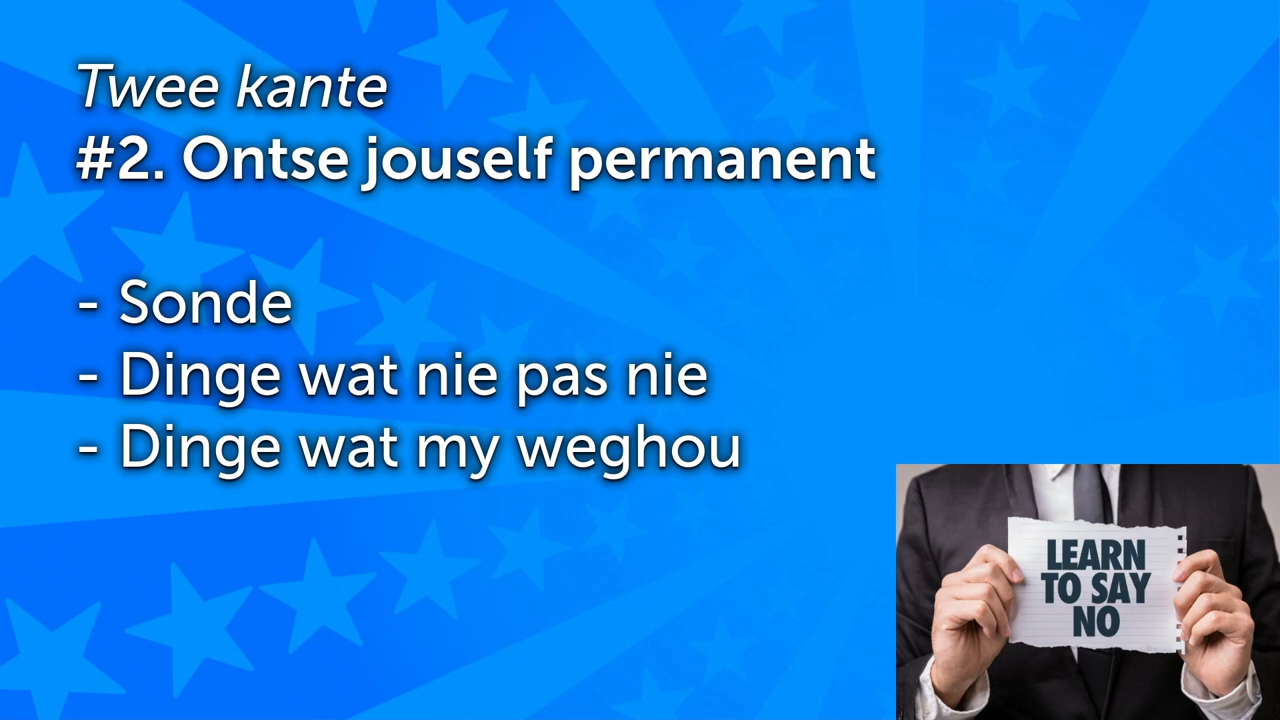 Twee kante
#2. Ontse jouself permanent
- Sonde
- Dinge wat nie pas nie
- Dinge wat my weghou
LEARN
TO SAY
NO